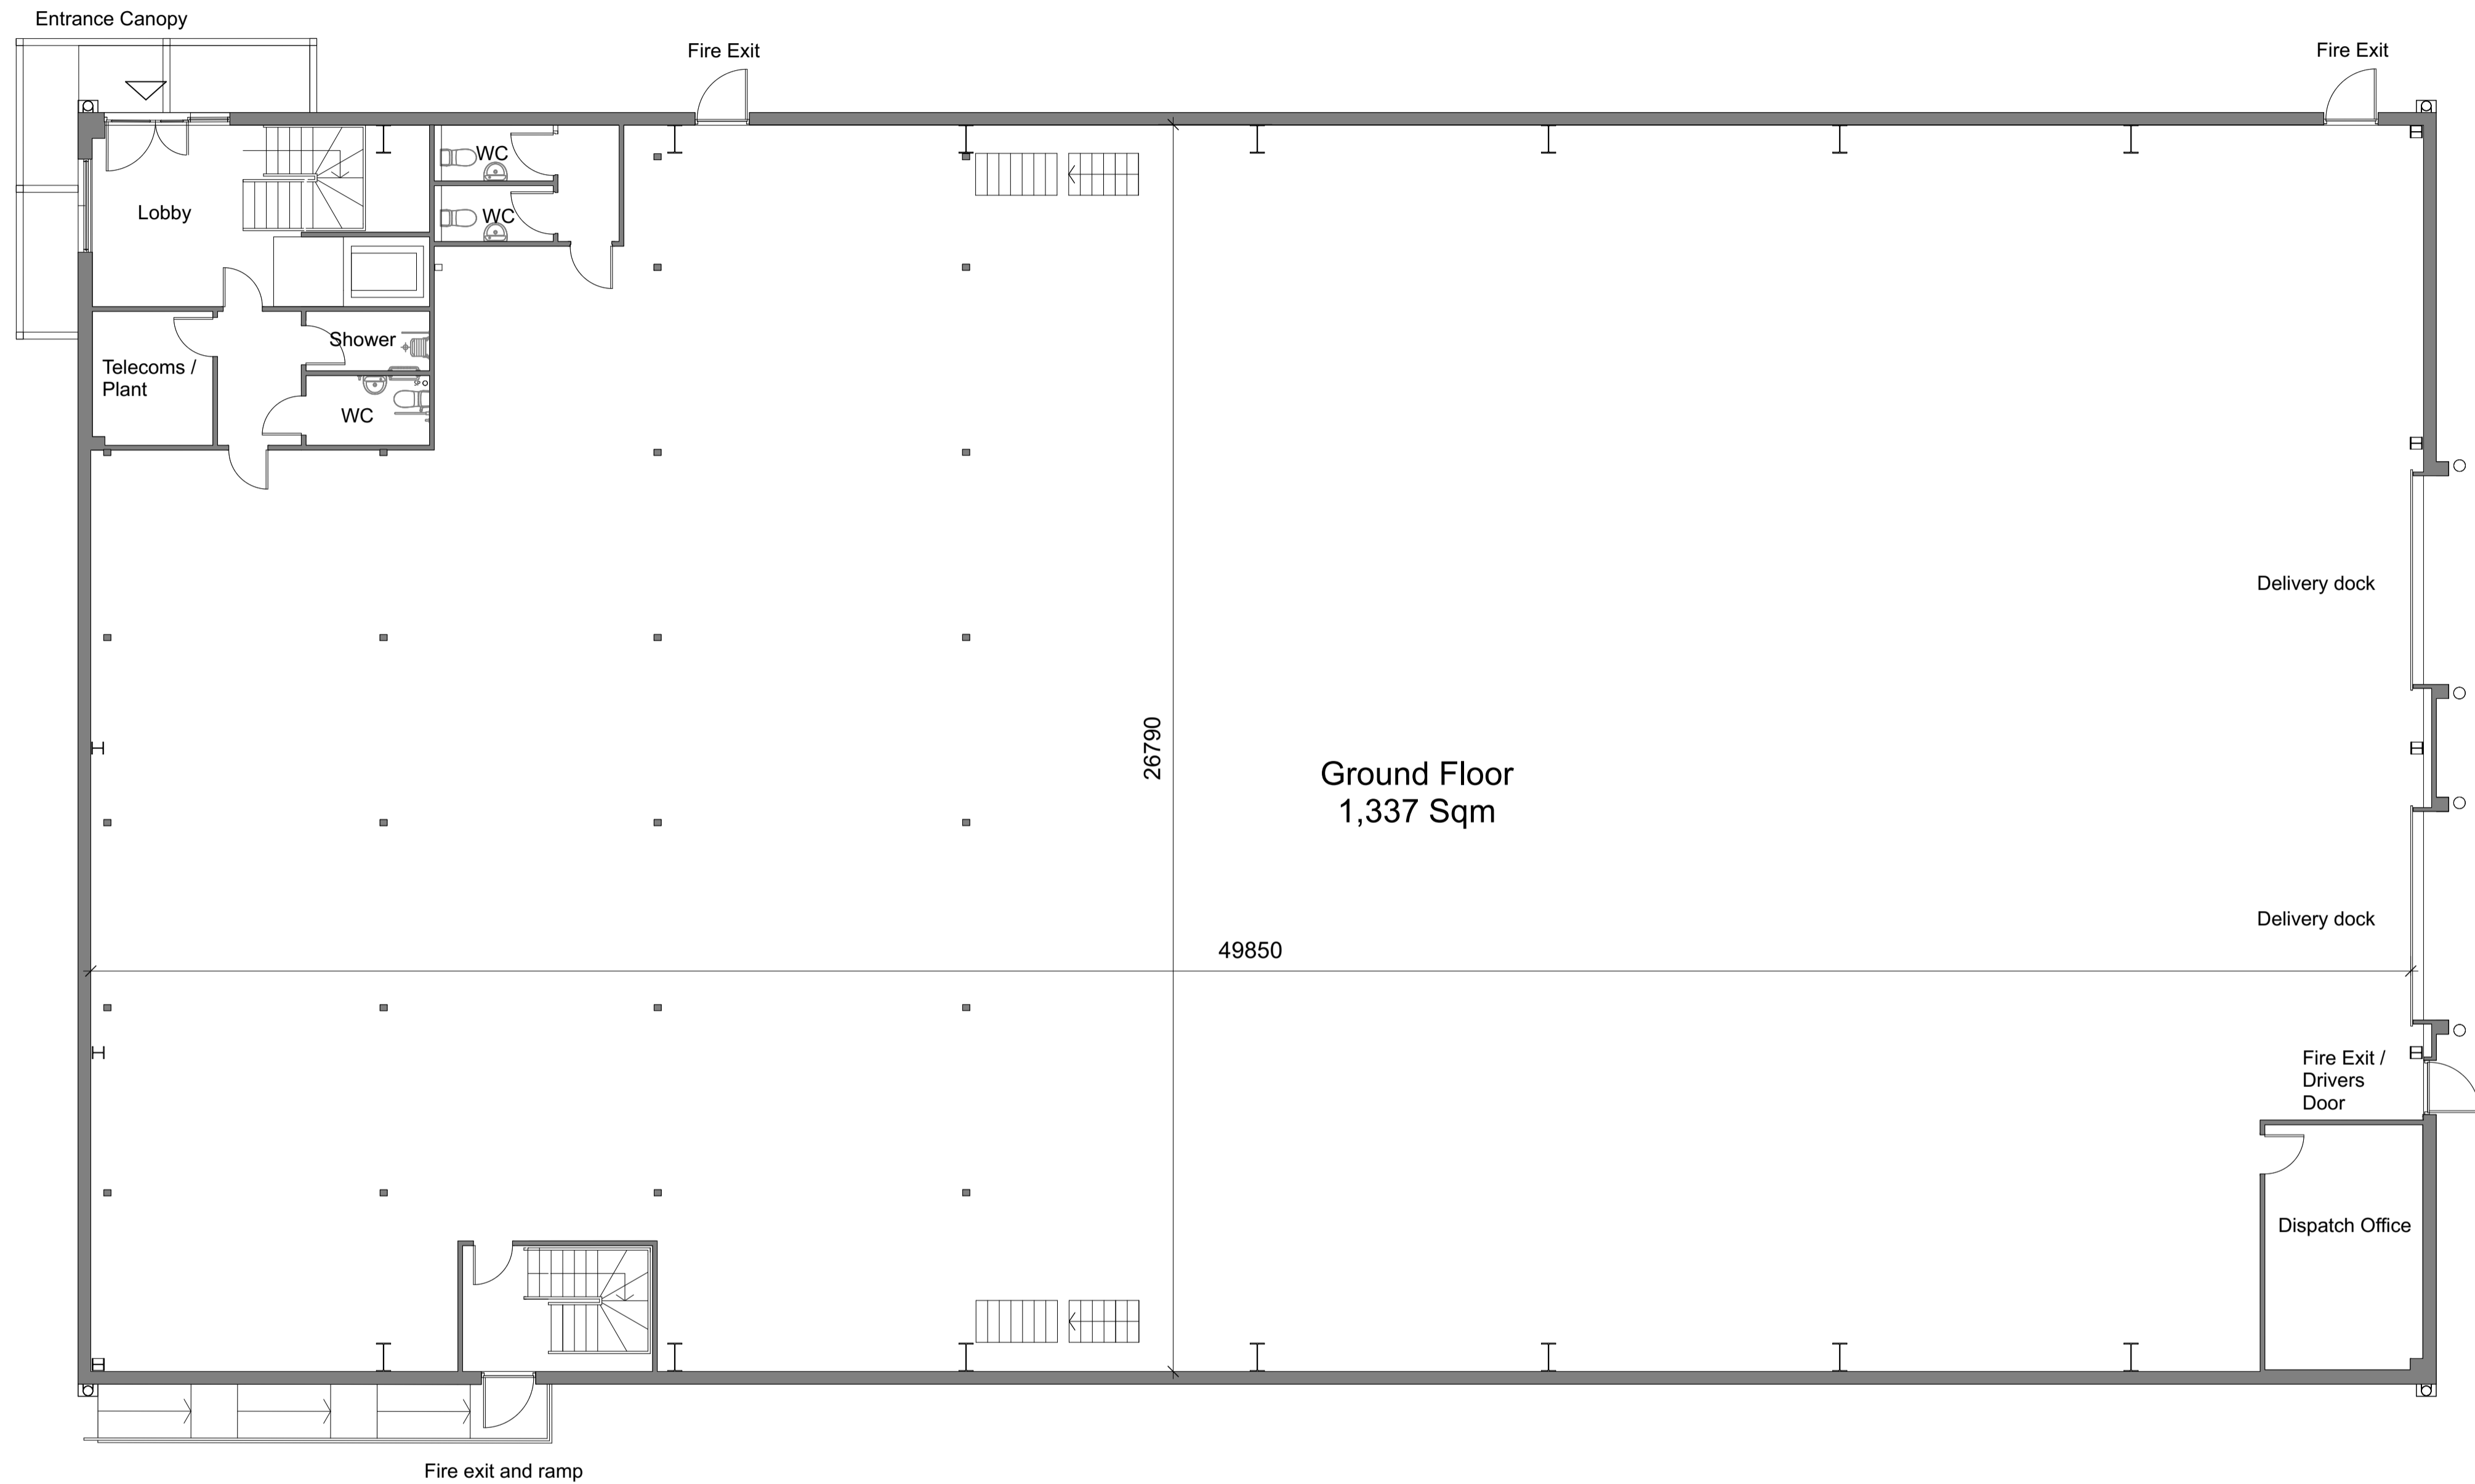 Entrance Canopy
Fire Exit
Fire Exit
WC
WC
Lobby
Shower
Telecoms /
Plant
WC
Delivery dock
26790
Ground Floor
1,337 Sqm
Delivery dock
49850
Fire Exit /
Drivers
Door
Dispatch Office
Fire exit and ramp